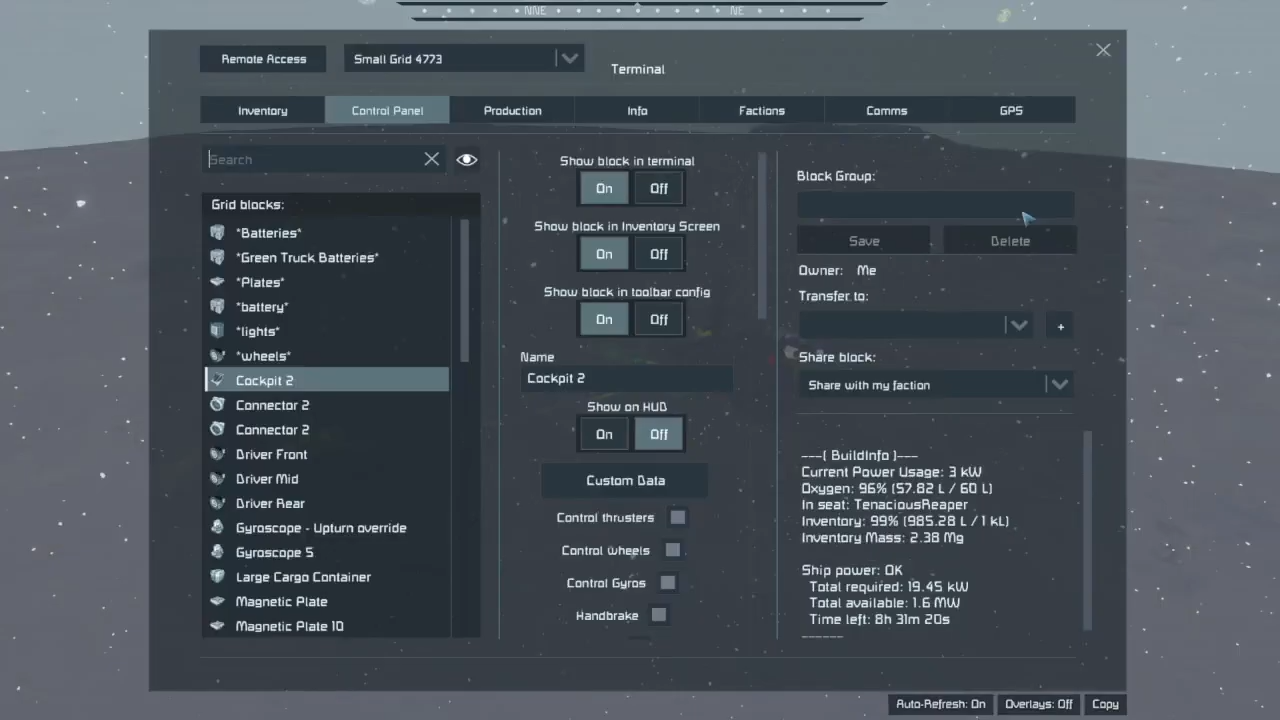 NNE NE
Remote Access
Small Grid 4773
Terminal
Inventory Control Panel Production Info Factions Comms GPS
Search
Grid blocks:
*Batteries*
*Green Truck Batteries*
*Plates*
*battery*
*lights*
*wheels*
Cockpit 2
Connector 2
Connector 2
Driver Front
Driver Mid
Driver Rear
Gyroscope - Upturn override
Gyroscope 5
Large Cargo Container
Magnetic Plate
Magnetic Plate 10
Show block in terminal
On Off
Show block in Inventory Screen
On Off
Show block in toolbar config
On Off
Name
Cockpit 2
Show on HUD
On Off
Custom Data
Control thrusters
Control wheels
Control Gyros
Handbrake
Block Group:
Save Delete
Owner: Me
Transfer to:
+
Share block:
Share with my faction
---( BuildInfo )---
Current Power Usage: 3 kW
Oxygen: 96% (57.82 L / 60 L)
In seat: TenaciousReaper
Inventory: 99% (985.28 L / 1 kL)
Inventory Mass: 2.38 Mg
Ship power: OK
Total required: 19.45 kW
Total available: 1.6 MW
Time left: 8h 31m 20s
------
Auto-Refresh: On Overlays: Off Copy